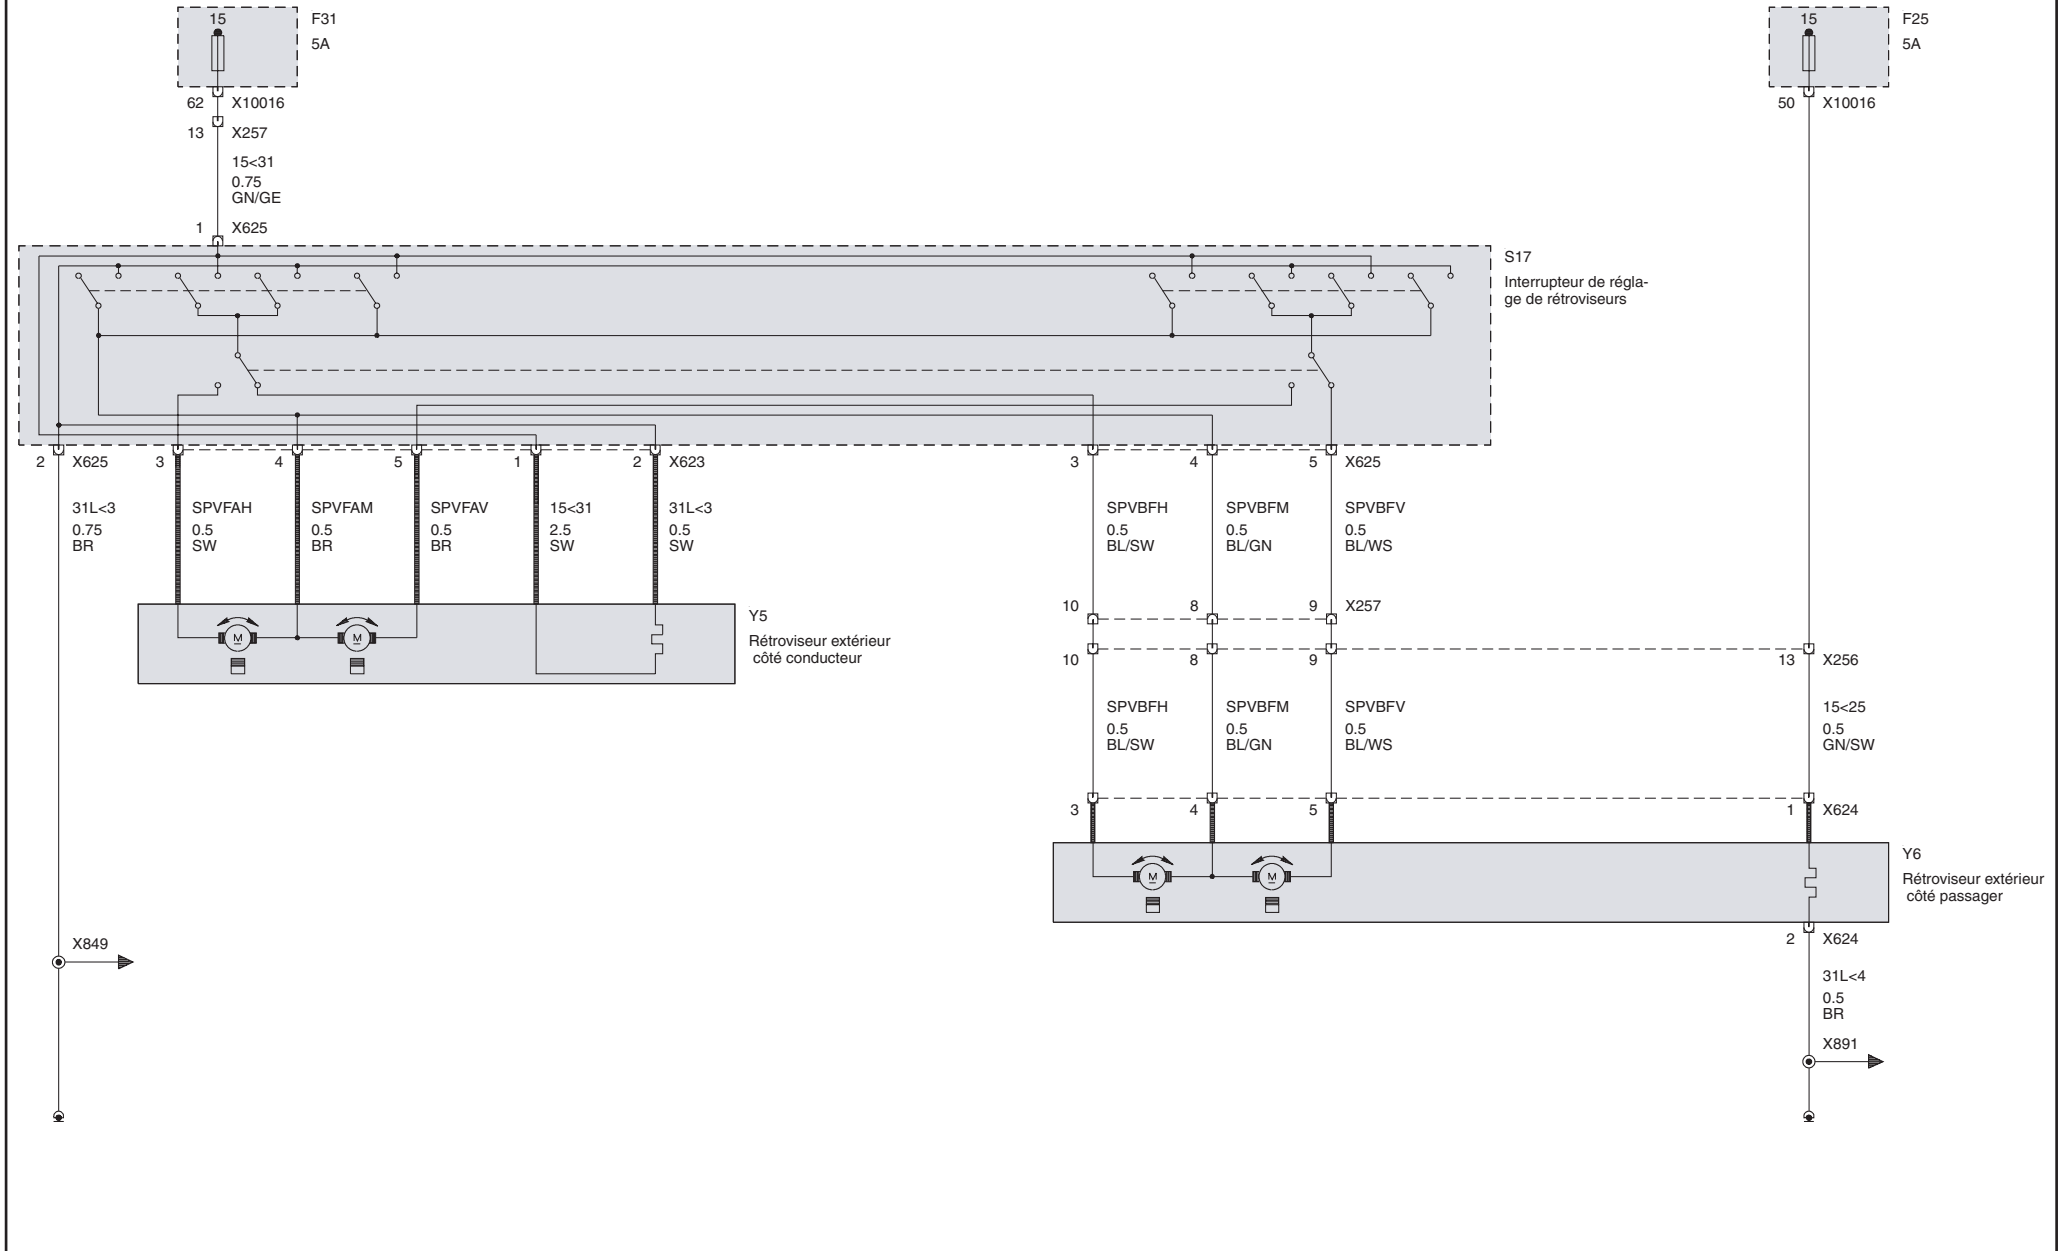 15 F31 15 F25
5A 5A
62 X10016 50 X10016
13 X257
15<31
0.75
GN/GE
1 X625
S17
Interrupteur de régla-
ge de rétroviseurs
2 X625 3 4 5 1 2 X623 3 4 5 X625
31L<3 SPVFAH SPVFAM SPVFAV 15<31 31L<3 SPVBFH SPVBFM SPVBFV
0.75 0.5 0.5 0.5 2.5 0.5 0.5 0.5 0.5
BR SW BR BR SW SW BL/SW BL/GN BL/WS
10 8 9 X257
Y5
M M Rétroviseur extérieur
côté conducteur
10 8 9 13 X256
SPVBFH SPVBFM SPVBFV 15<25
0.5 0.5 0.5 0.5
BL/SW BL/GN BL/WS GN/SW
3 4 5 1 X624
Y6
M M Rétroviseur extérieur
côté passager
2 X624
X849
31L<4
0.5
BR
X891